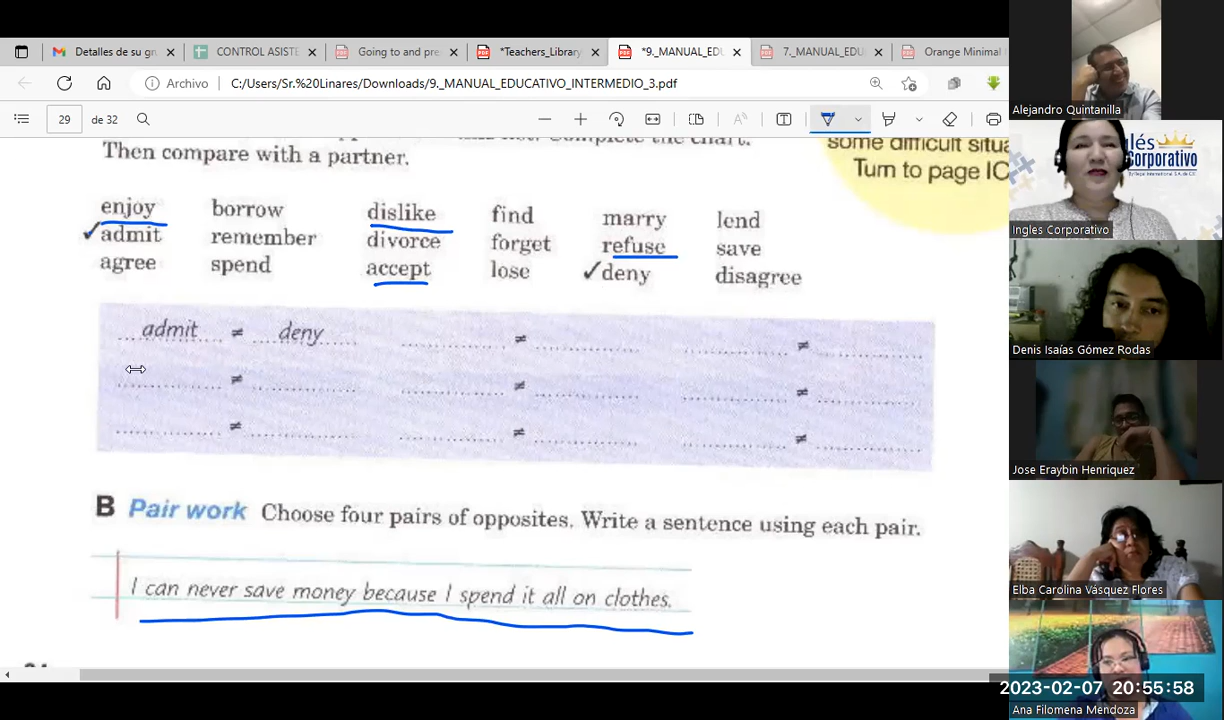 Detalles de su gr
CONTROL ASIST
Going to and pre
*Teachers_Library
*9._MANUAL_EDU
7._MANUAL_EDU
Orange Minimal
Archivo
C:/Users/Sr.%20Linares/Downloads/9._MANUAL_EDUCATIVO_INTERMEDIO_3.pdf
29 de 32
Then compare with a partner.
some difficult situa
Turn to page IC
enjoy borrow dislike find marry lend
✓admit remember divorce forget refuse save
agree spend accept lose ✓deny disagree
admit ≠ deny ≠ ≠
≠ ≠ ≠
≠ ≠ ≠
B Pair work Choose four pairs of opposites. Write a sentence using each pair.
I can never save money because I spend it all on clothes.
Alejandro Quintanilla
glés
Corporativo
Ingles Corporativo
Denis Isaías Gómez Rodas
Jose Eraybin Henriquez
Elba Carolina Vásquez Flores
2023-02-07 20:55:58
Ana Filomena Mendoza